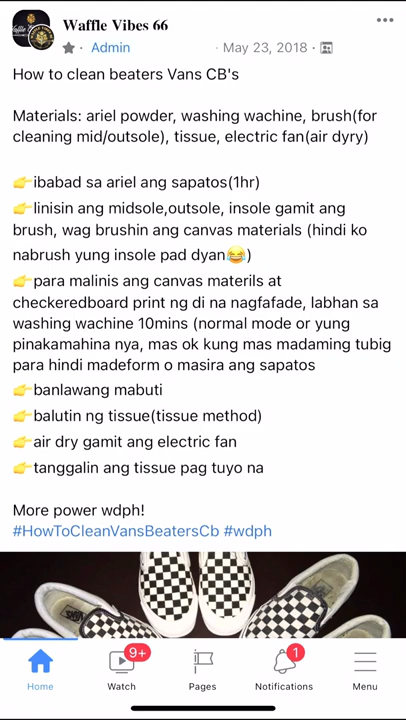 Waffle Vibes 66
Admin · May 23, 2018 ·
How to clean beaters Vans CB's
Materials: ariel powder, washing wachine, brush(for
cleaning mid/outsole), tissue, electric fan(air dyry)
👉ibabad sa ariel ang sapatos(1hr)
👉linisin ang midsole,outsole, insole gamit ang
brush, wag brushin ang canvas materials (hindi ko
nabrush yung insole pad dyan😂)
👉para malinis ang canvas materils at
checkeredboard print ng di na nagfafade, labhan sa
washing wachine 10mins (normal mode or yung
pinakamahina nya, mas ok kung mas madaming tubig
para hindi madeform o masira ang sapatos
👉banlawang mabuti
👉balutin ng tissue(tissue method)
👉air dry gamit ang electric fan
👉tanggalin ang tissue pag tuyo na
More power wdph!
#HowToCleanVansBeatersCb #wdph
9+
1
Home
Watch
Pages
Notifications
Menu